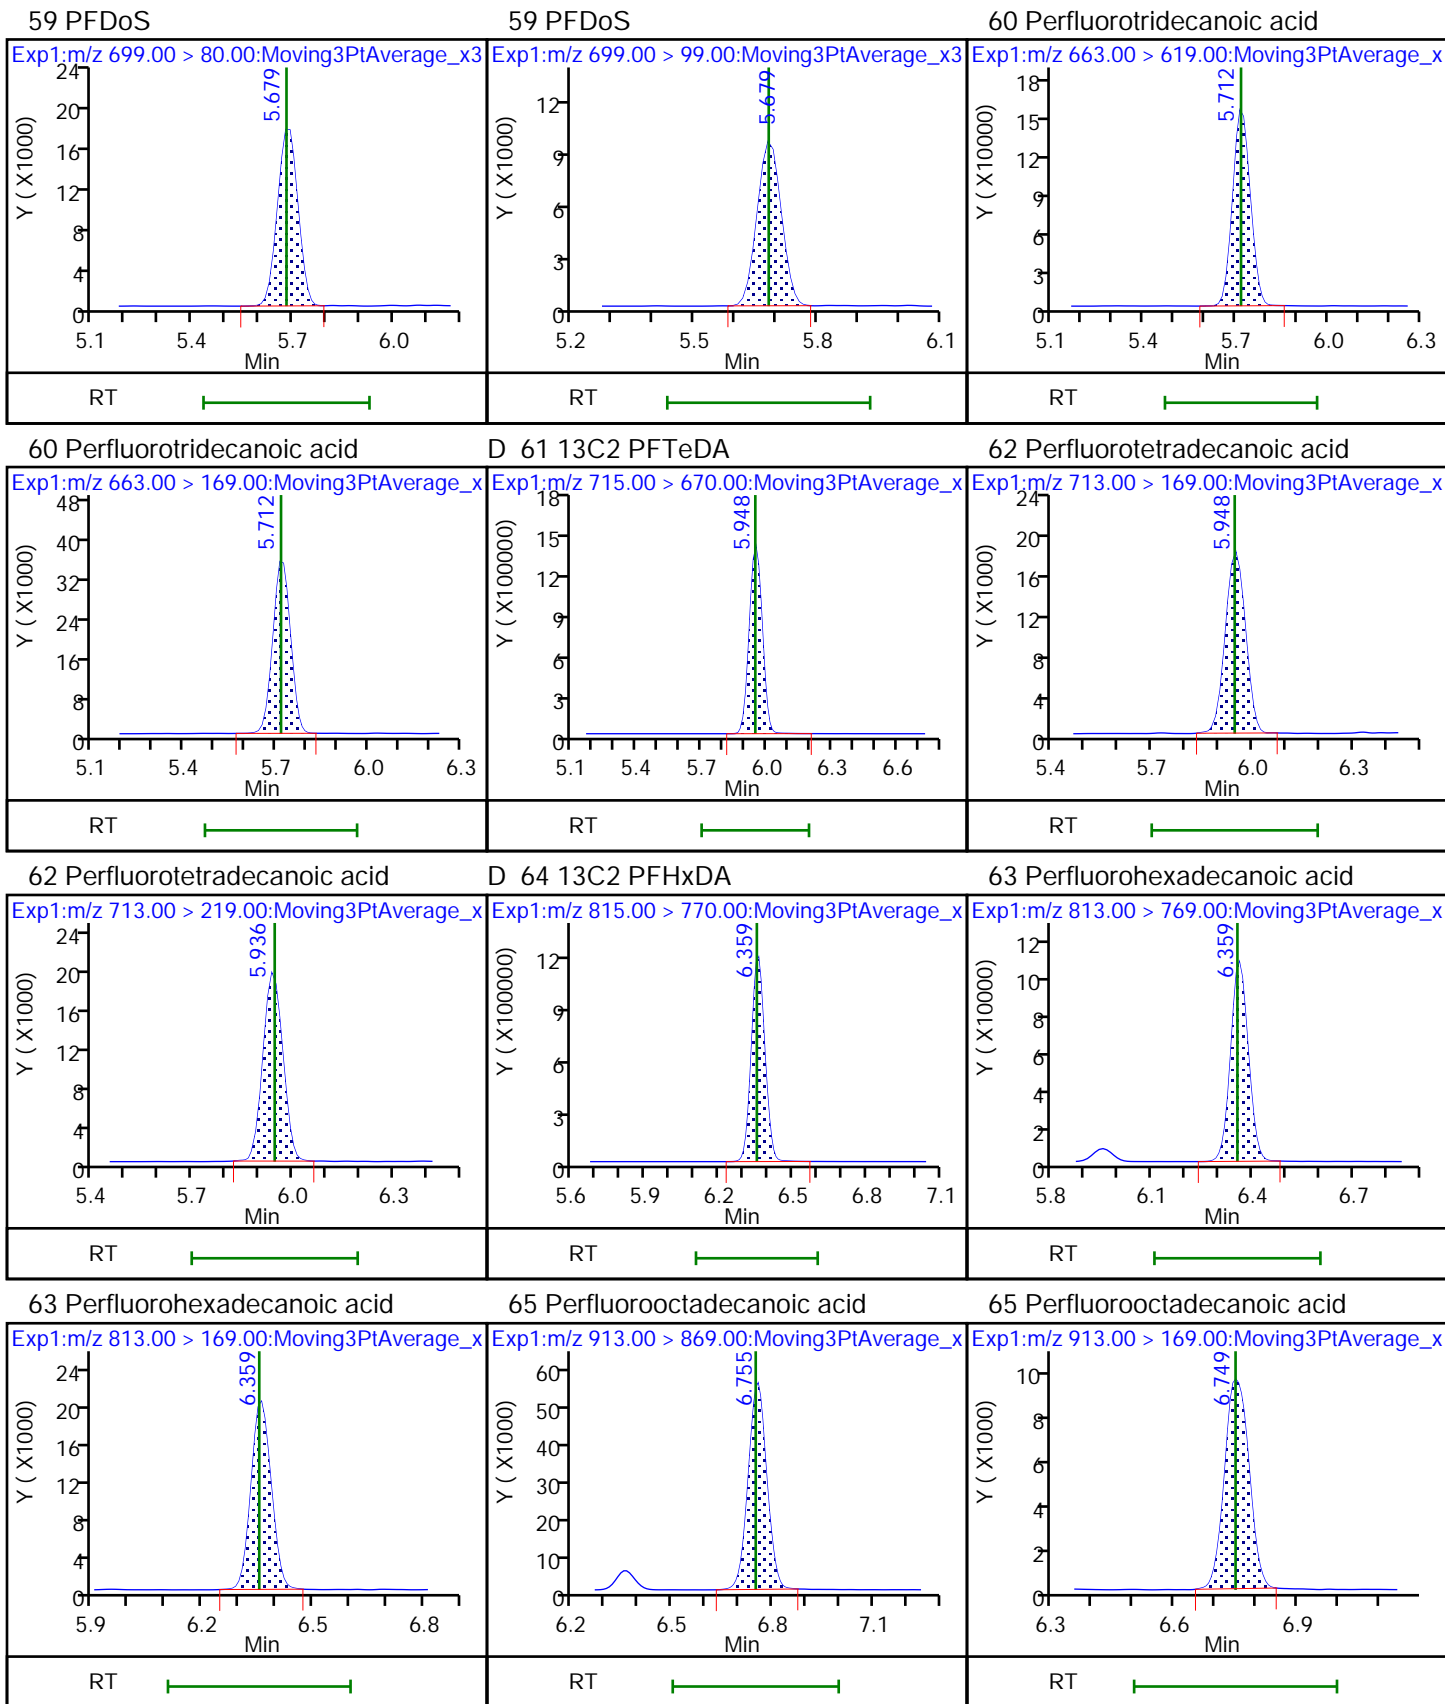 59 PFDoS
Exp1:m/z 699.00 > 80.00:Moving3PtAverage_x3
Y ( X1000)
24
20
16
12
8
4
0
5.679
5.1 5.4 5.7 6.0
Min
RT
59 PFDoS
Exp1:m/z 699.00 > 99.00:Moving3PtAverage_x3
Y ( X1000)
12
9
6
3
0
5.679
5.2 5.5 5.8 6.1
Min
RT
60 Perfluorotridecanoic acid
Exp1:m/z 663.00 > 619.00:Moving3PtAverage_x
Y ( X10000)
18
15
12
9
6
3
0
5.712
5.1 5.4 5.7 6.0 6.3
Min
RT
60 Perfluorotridecanoic acid
Exp1:m/z 663.00 > 169.00:Moving3PtAverage_x
Y ( X1000)
48
40
32
24
16
8
0
5.712
5.1 5.4 5.7 6.0 6.3
Min
RT
D 61 13C2 PFTeDA
Exp1:m/z 715.00 > 670.00:Moving3PtAverage_x
Y ( X100000)
18
15
12
9
6
3
0
5.948
5.1 5.4 5.7 6.0 6.3 6.6
Min
RT
62 Perfluorotetradecanoic acid
Exp1:m/z 713.00 > 169.00:Moving3PtAverage_x
Y ( X1000)
24
20
16
12
8
4
0
5.948
5.4 5.7 6.0 6.3
Min
RT
62 Perfluorotetradecanoic acid
Exp1:m/z 713.00 > 219.00:Moving3PtAverage_x
Y ( X1000)
24
20
16
12
8
4
0
5.936
5.4 5.7 6.0 6.3
Min
RT
D 64 13C2 PFHxDA
Exp1:m/z 815.00 > 770.00:Moving3PtAverage_x
Y ( X100000)
12
9
6
3
0
6.359
5.6 5.9 6.2 6.5 6.8 7.1
Min
RT
63 Perfluorohexadecanoic acid
Exp1:m/z 813.00 > 769.00:Moving3PtAverage_x
Y ( X10000)
12
10
8
6
4
2
0
6.359
5.8 6.1 6.4 6.7
Min
RT
63 Perfluorohexadecanoic acid
Exp1:m/z 813.00 > 169.00:Moving3PtAverage_x
Y ( X1000)
24
20
16
12
8
4
0
6.359
5.9 6.2 6.5 6.8
Min
RT
65 Perfluorooctadecanoic acid
Exp1:m/z 913.00 > 869.00:Moving3PtAverage_x
Y ( X1000)
60
50
40
30
20
10
0
6.755
6.2 6.5 6.8 7.1
Min
RT
65 Perfluorooctadecanoic acid
Exp1:m/z 913.00 > 169.00:Moving3PtAverage_x
Y ( X1000)
10
8
6
4
2
0
6.749
6.3 6.6 6.9
Min
RT